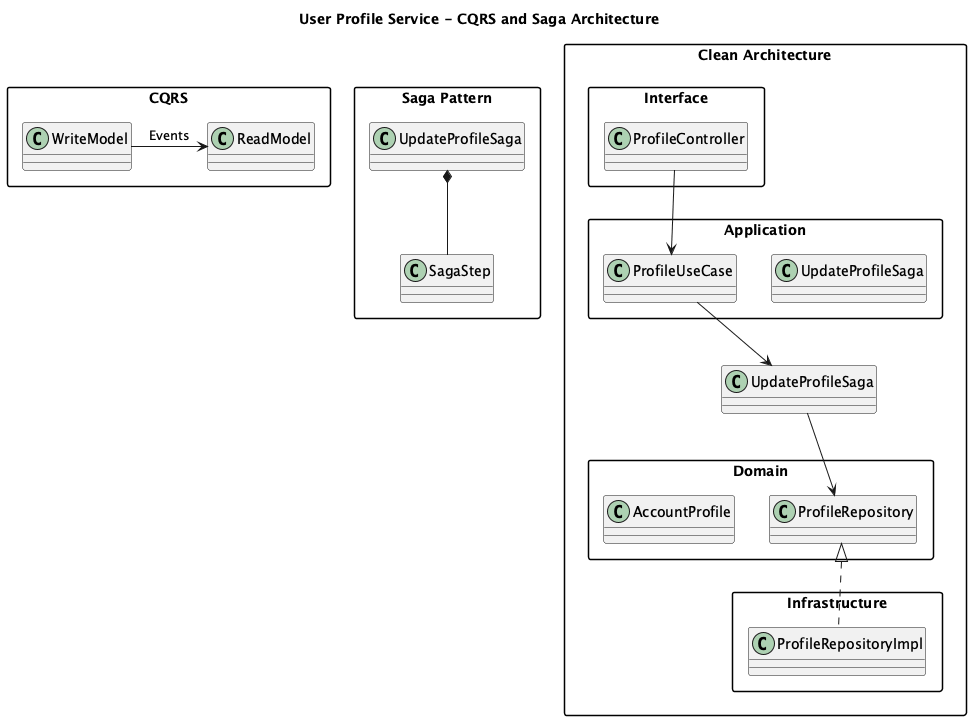 User Profile Service – CQRS and Saga Architecture
CQRS
C WriteModel
Events
C ReadModel
Saga Pattern
C UpdateProfileSaga
C SagaStep
Clean Architecture
Interface
C ProfileController
Application
C ProfileUseCase
C UpdateProfileSaga
C UpdateProfileSaga
Domain
C AccountProfile
C ProfileRepository
Infrastructure
C ProfileRepositoryImpl